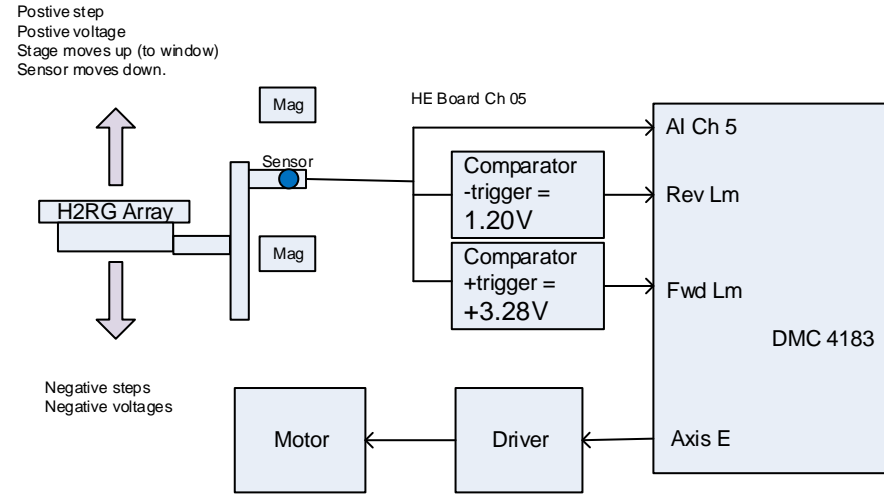 Postive step
Postive voltage
Stage moves up (to window)
Sensor moves down.
Mag
HE Board Ch 05
AI Ch 5
Sensor
Comparator
-trigger =
1.20V
Rev Lm
H2RG Array
Mag
Comparator
+trigger =
+3.28V
Fwd Lm
DMC 4183
Negative steps
Negative voltages
Motor
Driver
Axis E